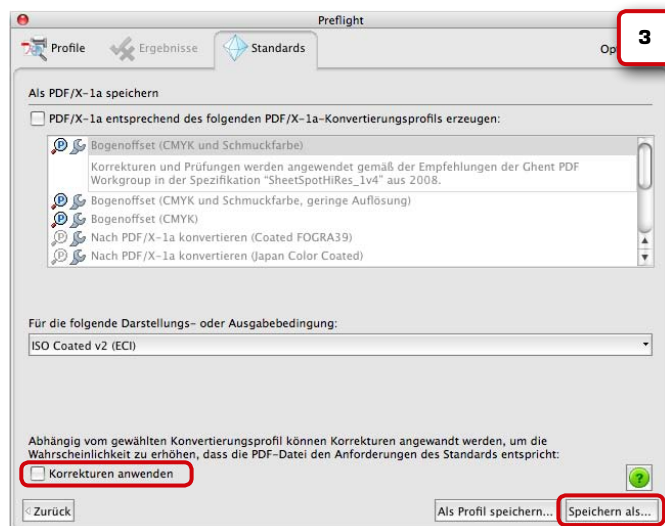 Preflight
3
Profile
Ergebnisse
Standards
Als PDF/X-1a speichern
PDF/X-1a entsprechend des folgenden PDF/X-1a-Konvertierungsprofils erzeugen:
Bogenoffset (CMYK und Schmuckfarbe)
Korrekturen und Prüfungen werden angewendet gemäß der Empfehlungen der Ghent PDF
Workgroup in der Spezifikation "SheetSpotHiRes_1v4" aus 2008.
Bogenoffset (CMYK und Schmuckfarbe, geringe Auflösung)
Bogenoffset (CMYK)
Nach PDF/X-1a konvertieren (Coated FOGRA39)
Nach PDF/X-1a konvertieren (Japan Color Coated)
Für die folgende Darstellungs- oder Ausgabebedingung:
ISO Coated v2 (ECI)
Abhängig vom gewählten Konvertierungsprofil können Korrekturen angewandt werden, um die
Wahrscheinlichkeit zu erhöhen, dass die PDF-Datei den Anforderungen des Standards entspricht:
Korrekturen anwenden
?
Zurück
Als Profil speichern...
Speichern als...